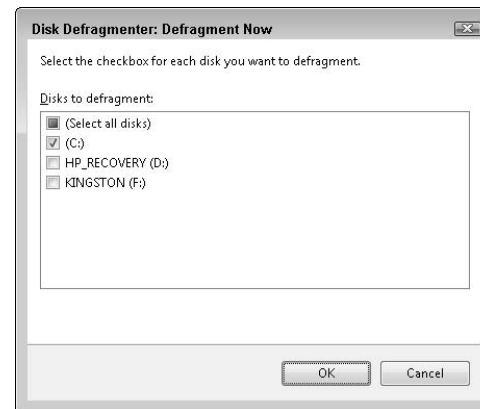 Disk Defragmenter: Defragment Now
Select the checkbox for each disk you want to defragment.
Disks to defragment:
(Select all disks)
(C:)
HP_RECOVERY (D:)
KINGSTON (F:)
OK Cancel